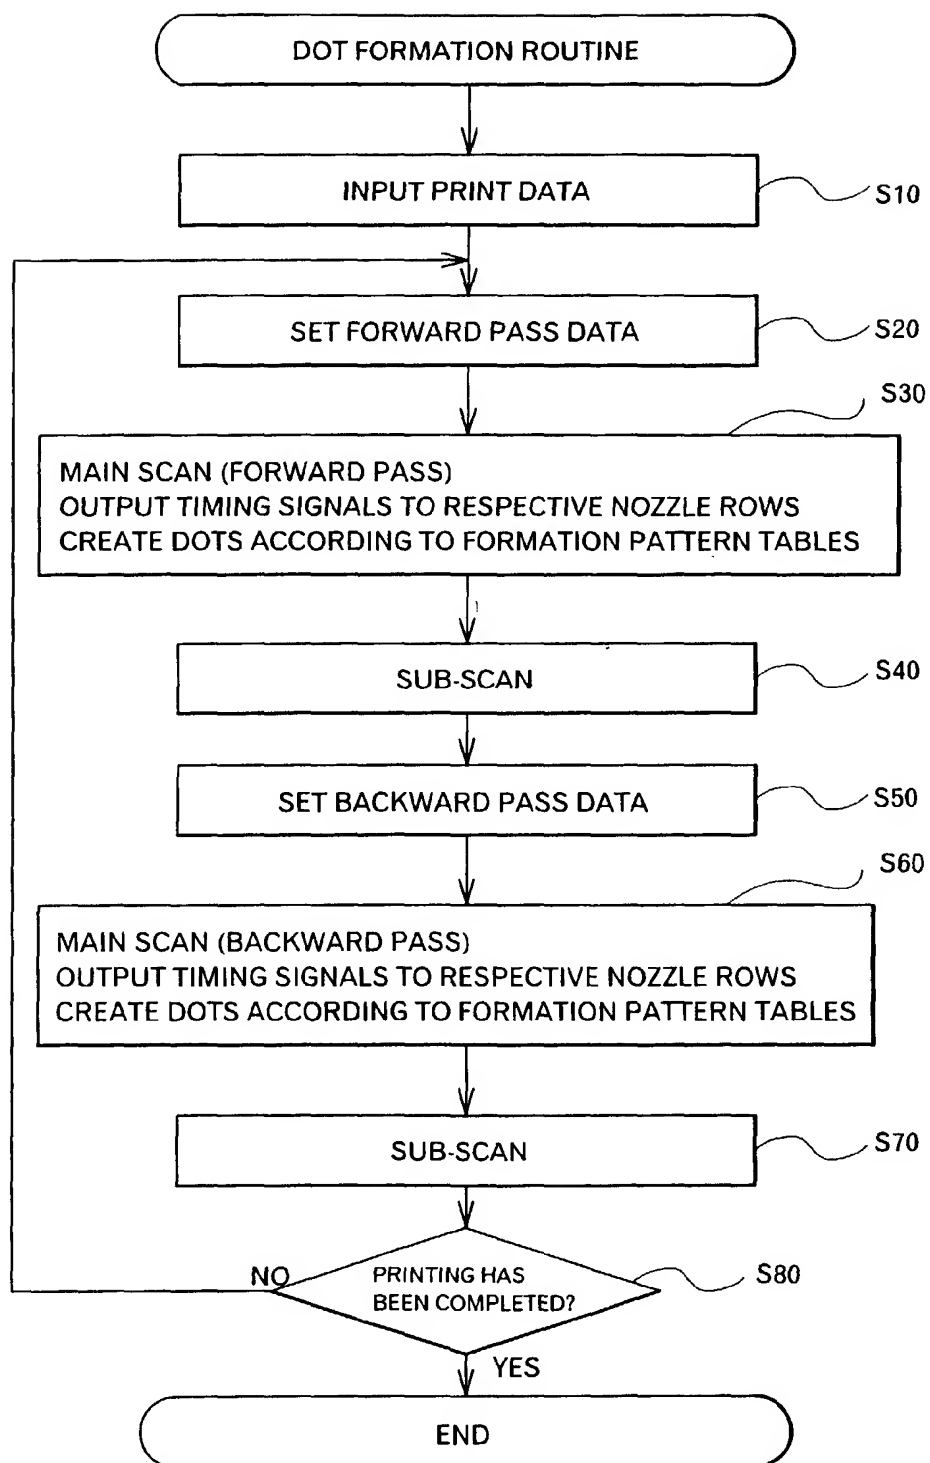 DOT FORMATION ROUTINE
INPUT PRINT DATA
S10
SET FORWARD PASS DATA
S20
S30
MAIN SCAN (FORWARD PASS)
OUTPUT TIMING SIGNALS TO RESPECTIVE NOZZLE ROWS
CREATE DOTS ACCORDING TO FORMATION PATTERN TABLES
SUB-SCAN
S40
SET BACKWARD PASS DATA
S50
S60
MAIN SCAN (BACKWARD PASS)
OUTPUT TIMING SIGNALS TO RESPECTIVE NOZZLE ROWS
CREATE DOTS ACCORDING TO FORMATION PATTERN TABLES
SUB-SCAN
S70
NO
PRINTING HAS
BEEN COMPLETED?
S80
YES
END